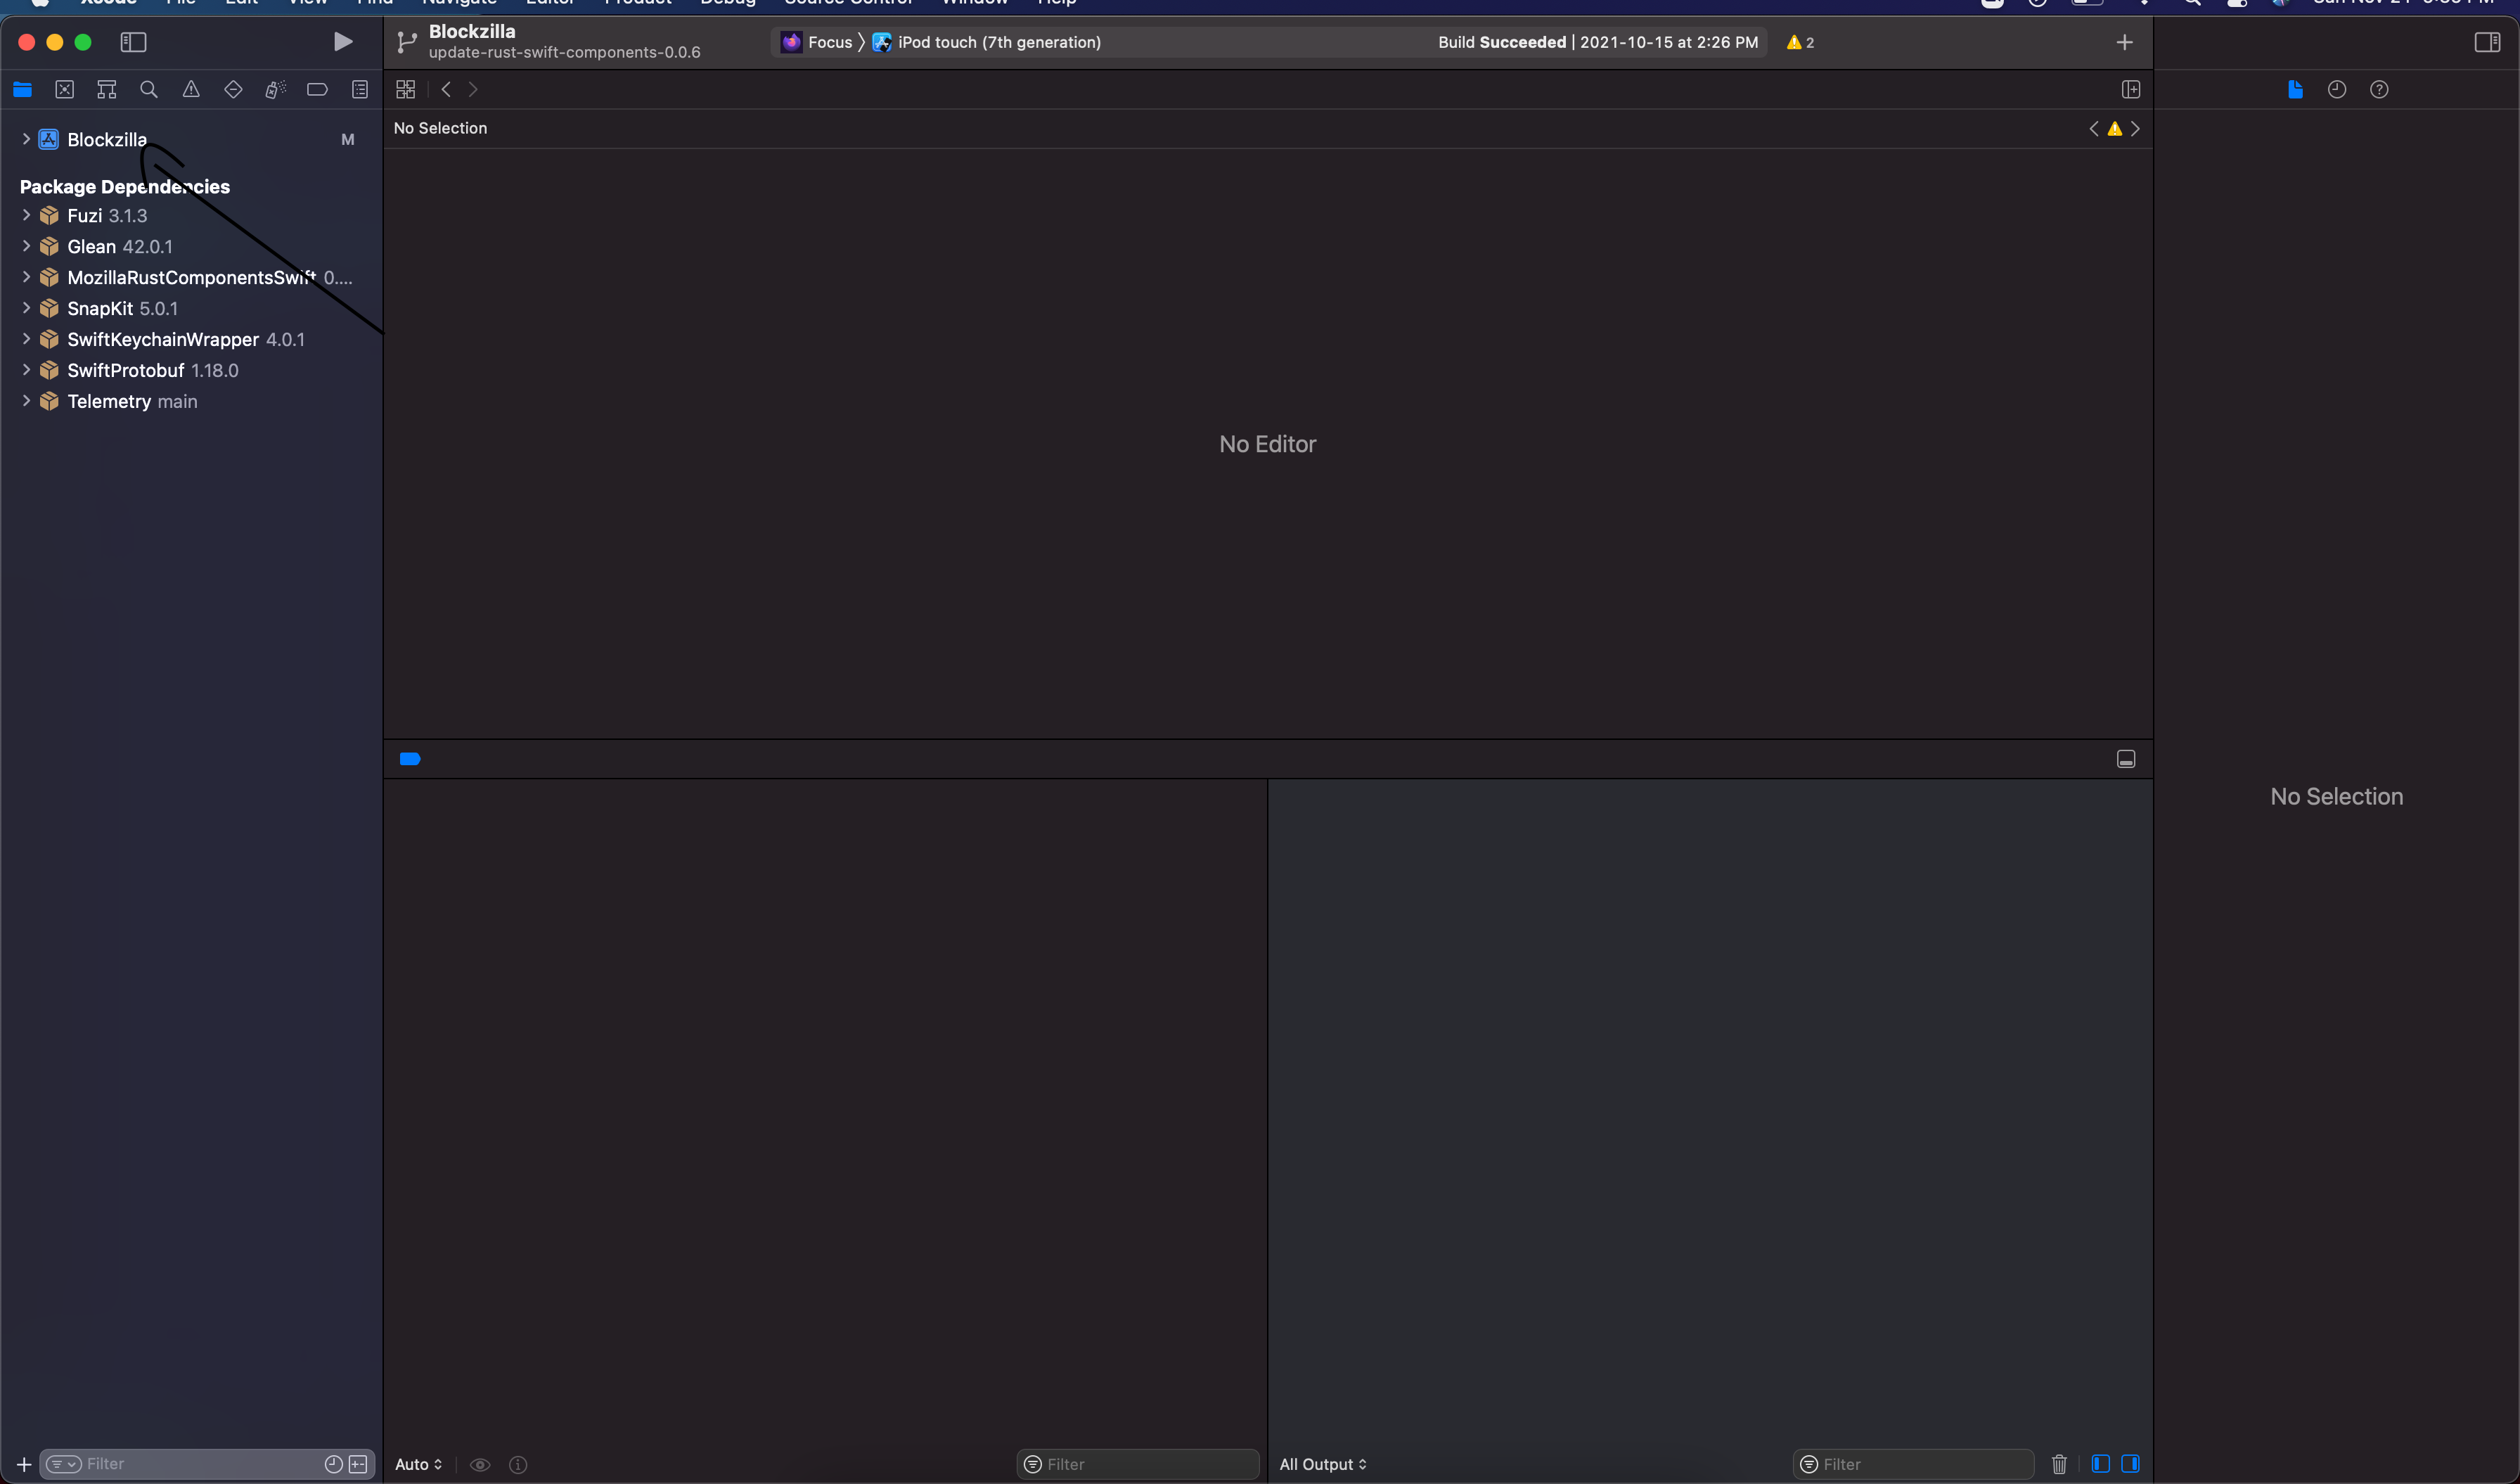 Blockzilla
update-rust-swift-components-0.0.6
Focus
iPod touch (7th generation)
Build Succeeded | 2021-10-15 at 2:26 PM
2
No Selection
Blockzilla
M
Package Dependencies
Fuzi 3.1.3
Glean 42.0.1
MozillaRustComponentsSwift 0....
SnapKit 5.0.1
SwiftKeychainWrapper 4.0.1
SwiftProtobuf 1.18.0
Telemetry main
No Editor
No Selection
Filter
Auto
Filter
All Output
Filter